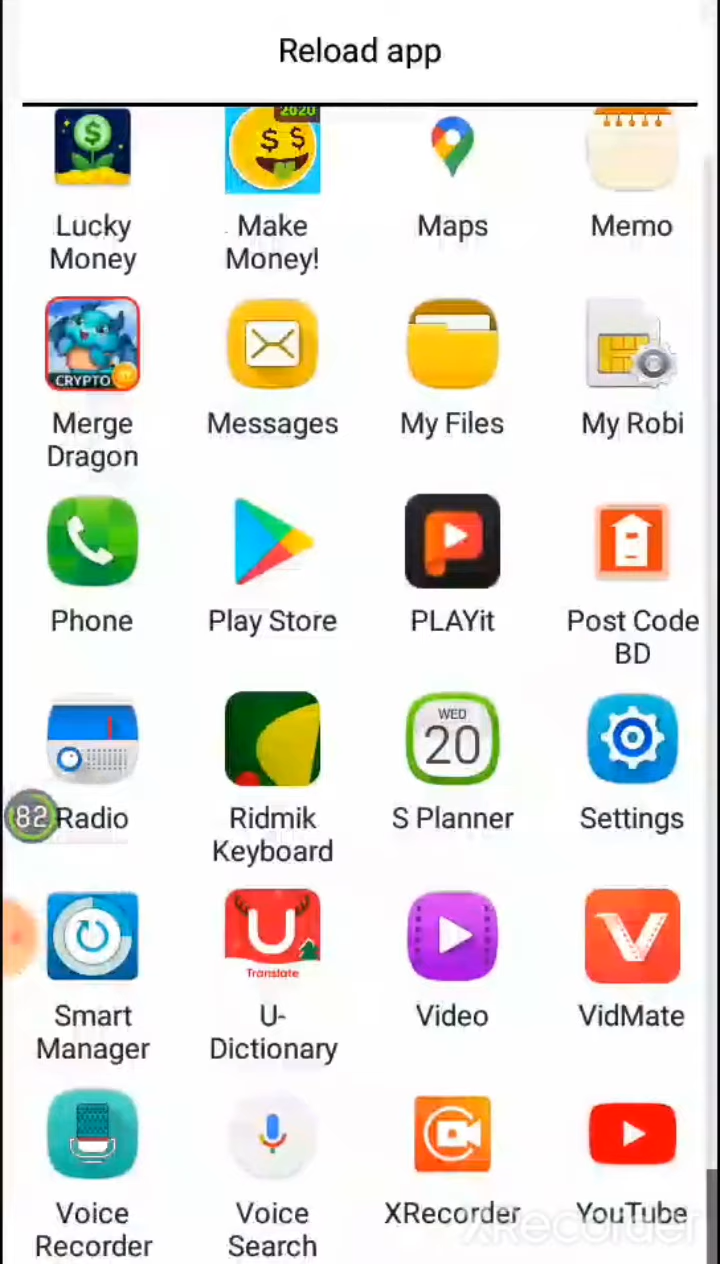 Reload app
2020
Lucky Money
Make Money!
Maps
Memo
CRYPTO
Merge Dragon
Messages
My Files
My Robi
Phone
Play Store
PLAYit
Post Code BD
WED
20
82
Radio
Ridmik Keyboard
S Planner
Settings
U
Translate
Smart Manager
U-Dictionary
Video
VidMate
Voice Recorder
Voice Search
XRecorder
YouTube
XRecorder